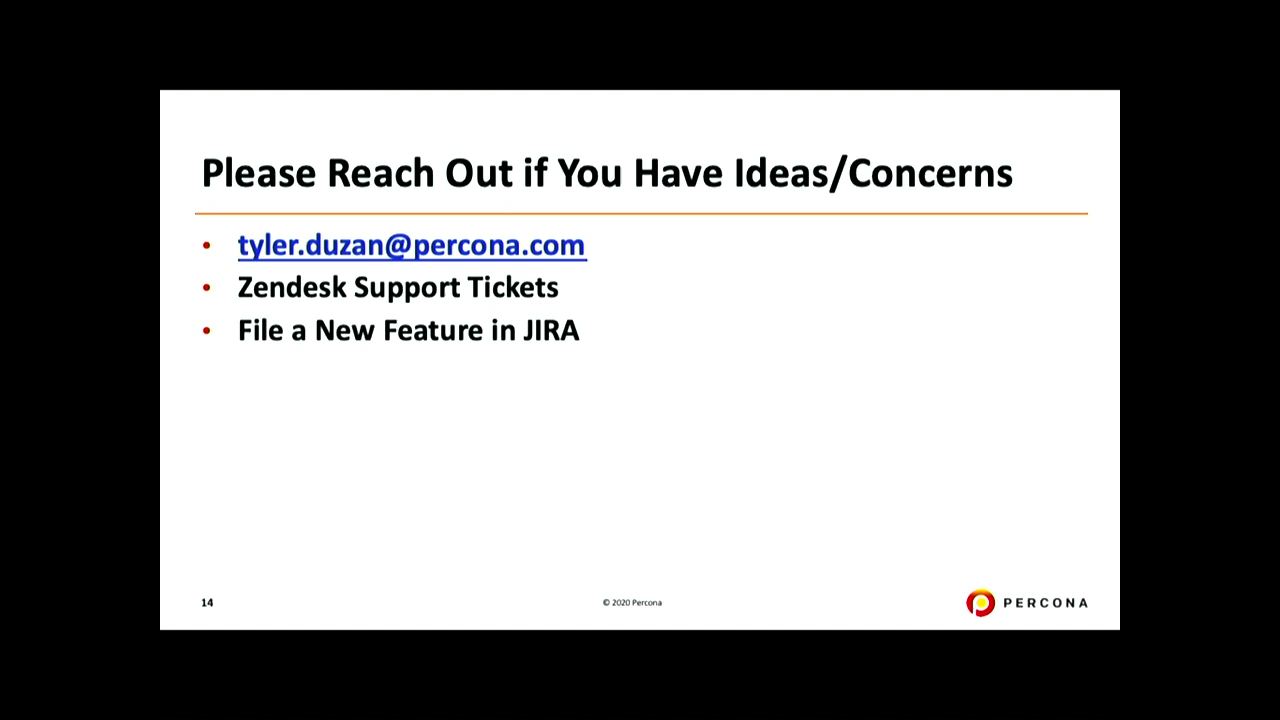 Please Reach Out if You Have Ideas/Concerns
• tyler.duzan@percona.com
• Zendesk Support Tickets
• File a New Feature in JIRA
14
© 2020 Percona
PERCONA